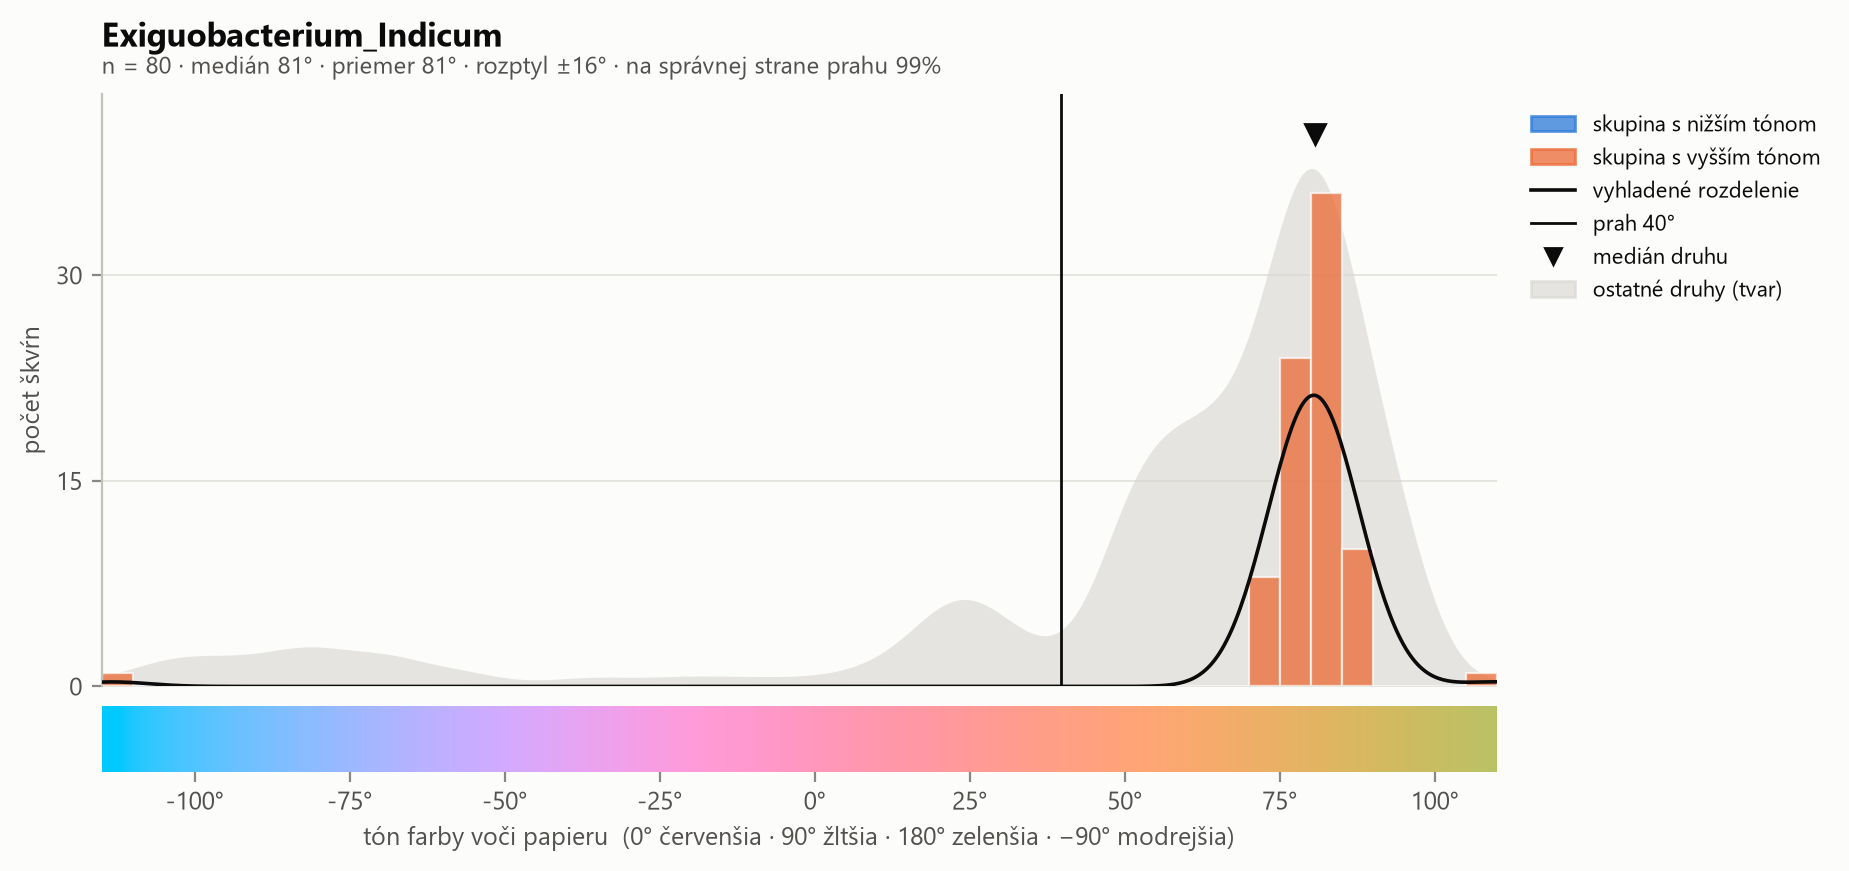 Exiguobacterium_Indicum
n = 80 · medián 81° · priemer 81° · rozptyl ±16° · na správnej strane prahu 99%
skupina s nižším tónom
skupina s vyšším tónom
vyhladené rozdelenie
prah 40°
medián druhu
ostatné druhy (tvar)
počet škvŕn
30
15
0
-100° -75° -50° -25° 0° 25° 50° 75° 100°
tón farby voči papieru (0° červenšia · 90° žltšia · 180° zelenšia · −90° modrejšia)